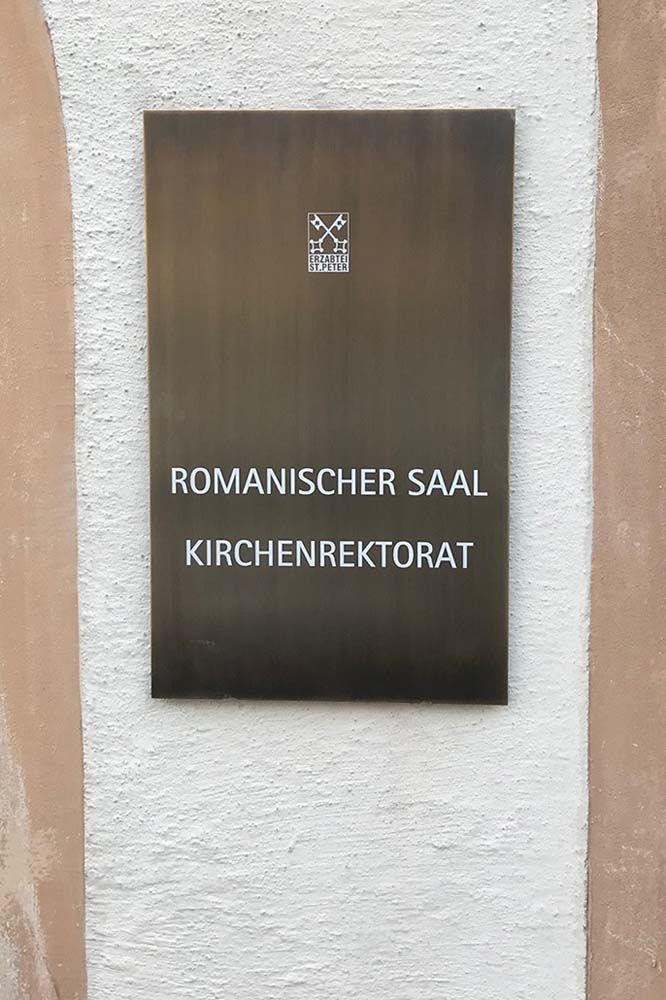 ERZABTEI
ST.PETER
ROMANISCHER SAAL
KIRCHENREKTORAT